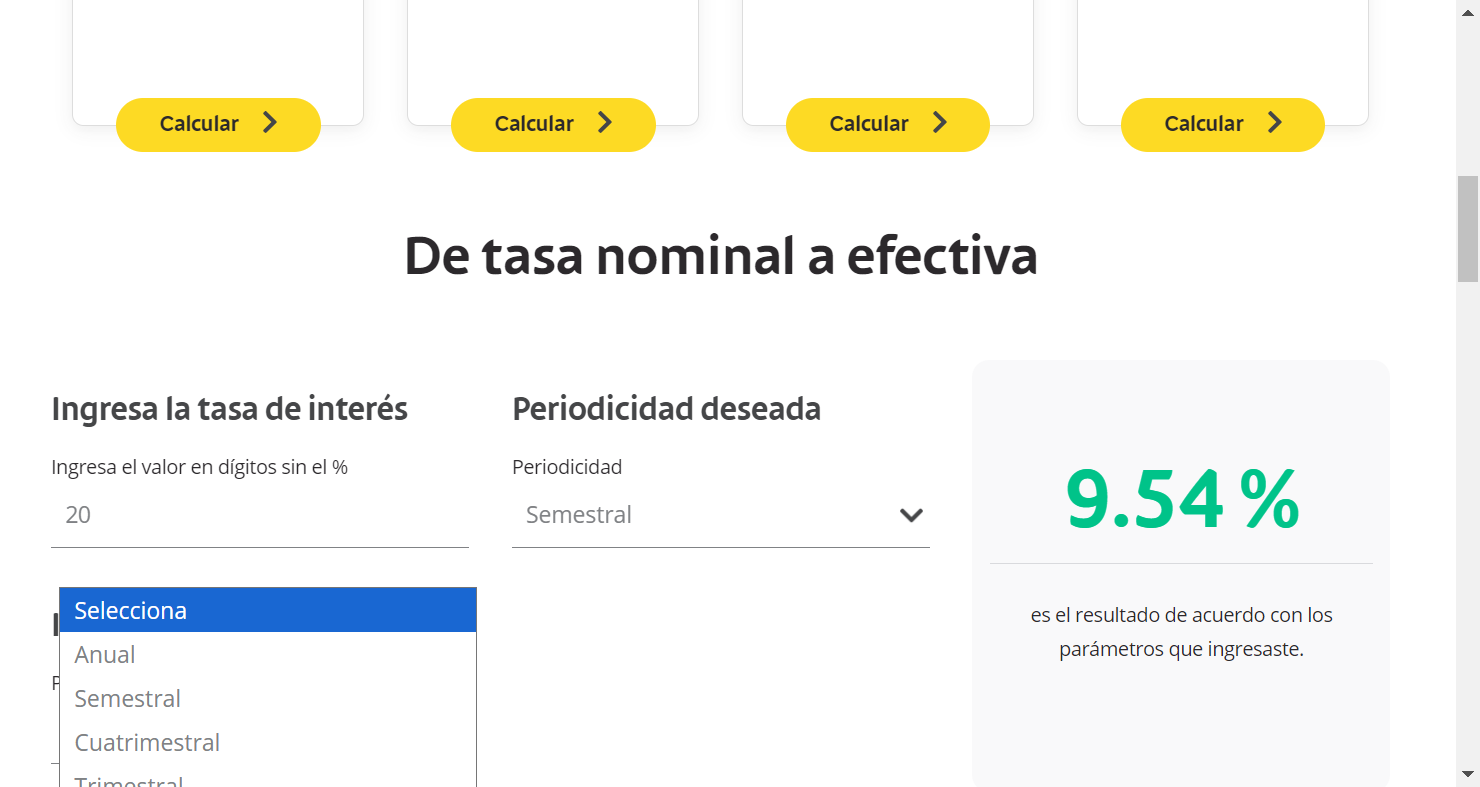 Calcular
Calcular
Calcular
Calcular
De tasa nominal a efectiva
Ingresa la tasa de interés
Ingresa el valor en dígitos sin el %
20
Periodicidad deseada
Periodicidad
Semestral
Selecciona
Anual
Semestral
Cuatrimestral
Trimestral
9.54 %
es el resultado de acuerdo con los
parámetros que ingresaste.